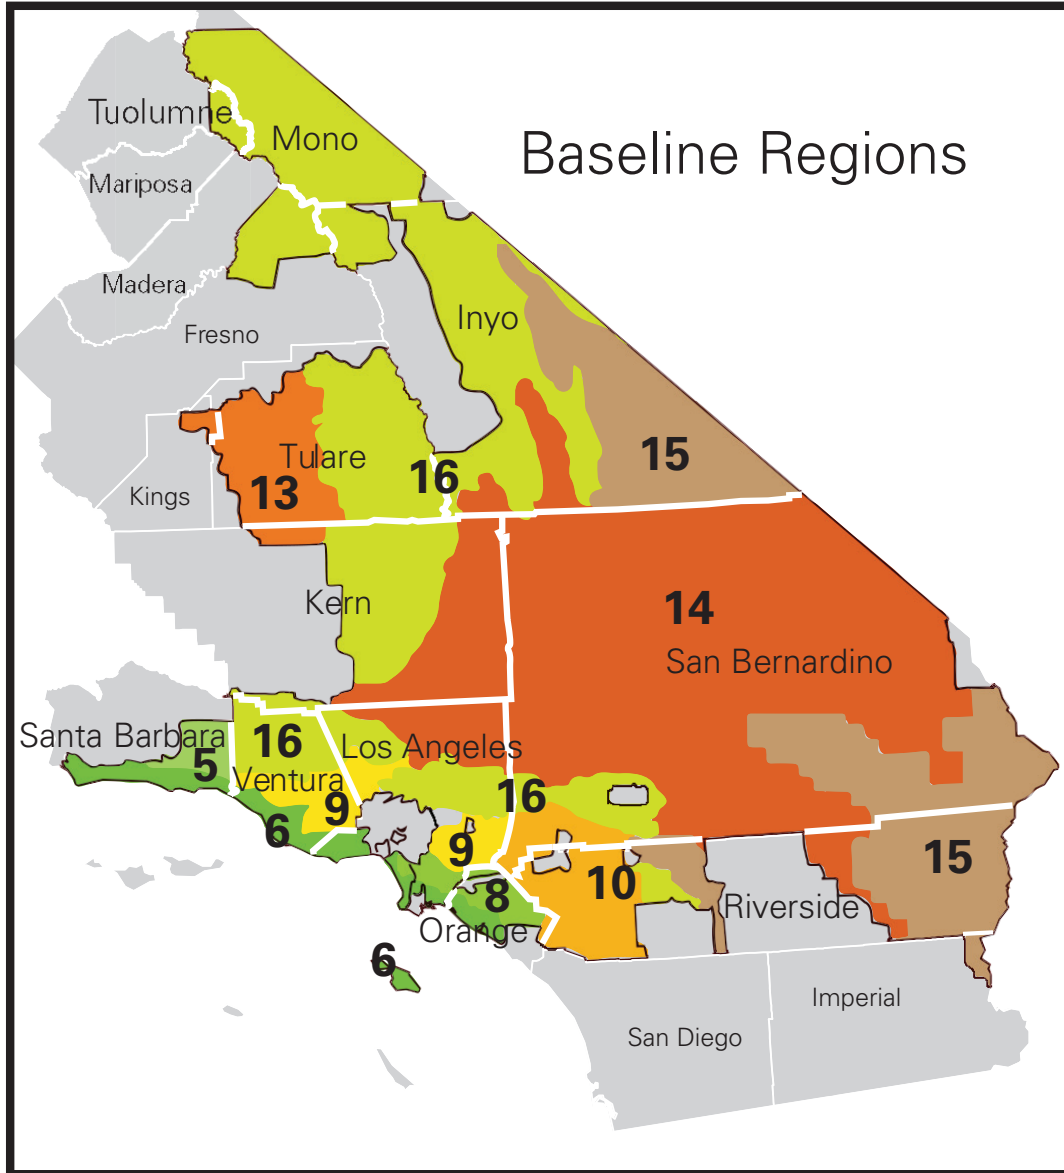 Baseline Regions
Tuolumne
Mono
Mariposa
Madera
Fresno
Inyo
Tulare
16
15
13
Kings
Kern
14
San Bernardino
Santa Barbara
5
16
Los Angeles
Ventura
16
9
6
9
10
15
8
Riverside
Orange
6
Imperial
San Diego